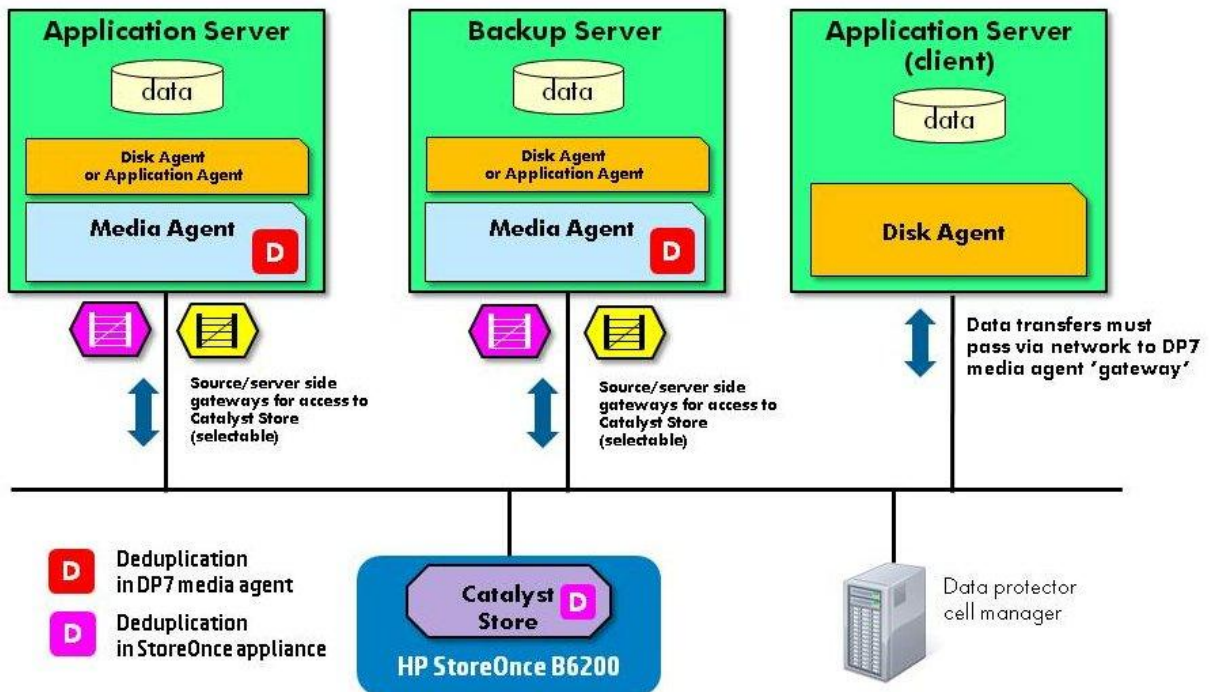 Application Server
data
Disk Agent
or Application Agent
Media Agent
D
Source/server side
gateways for access to
Catalyst Store
(selectable)
Backup Server
data
Disk Agent
or Application Agent
Media Agent
D
Source/server side
gateways for access to
Catalyst Store
(selectable)
Application Server
(client)
data
Disk Agent
Data transfers must
pass via network to DP7
media agent ‘gateway’
D
Deduplication
in DP7 media agent
D
Deduplication
in StoreOnce appliance
Catalyst
Store
D
HP StoreOnce B6200
Data protector
cell manager